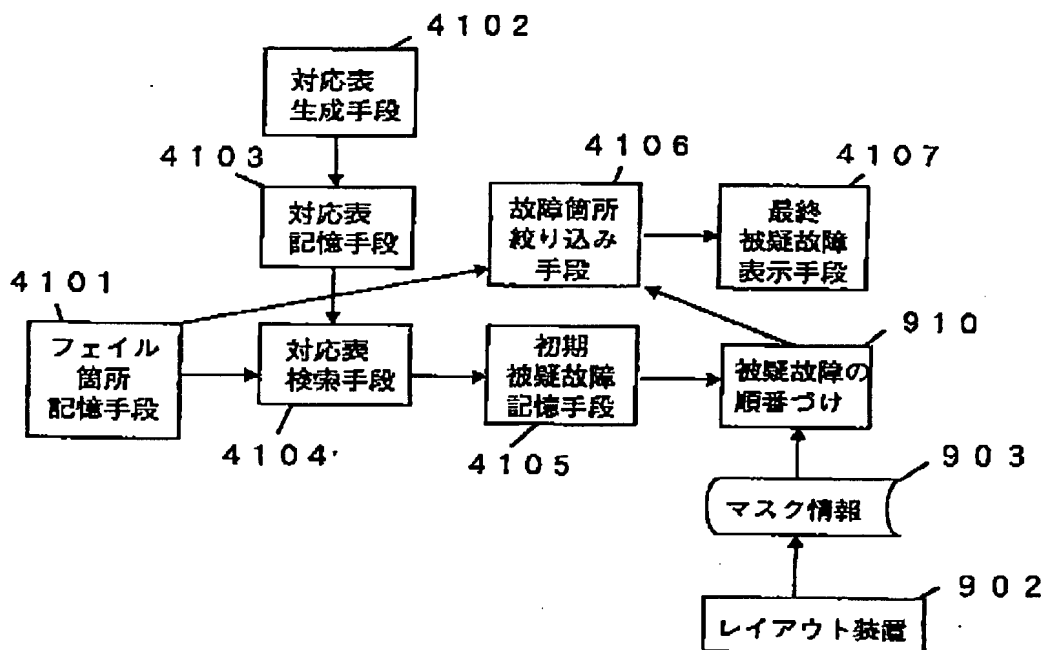 4102
対応表
生成手段
4103
対応表
記憶手段
4106
故障箇所
絞り込み
手段
4107
最終
被疑故障
表示手段
4101
フェイル
箇所
記憶手段
対応表
検索手段
4104
初期
被疑故障
記憶手段
4105
910
被疑故障の
順番づけ
903
マスク情報
902
レイアウト装置